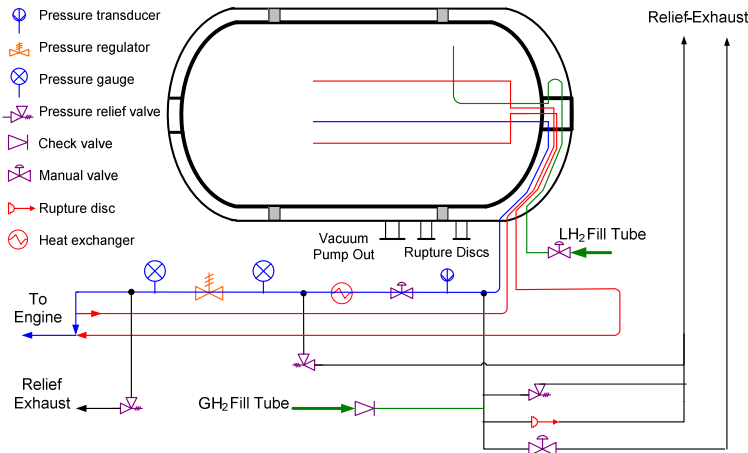 Pressure transducer
Pressure regulator
Pressure gauge
Pressure relief valve
Check valve
Manual valve
Rupture disc
Heat exchanger
Relief-Exhaust
Vacuum
Pump Out
Rupture Discs
LH2 Fill Tube
To
Engine
Relief
Exhaust
GH2 Fill Tube